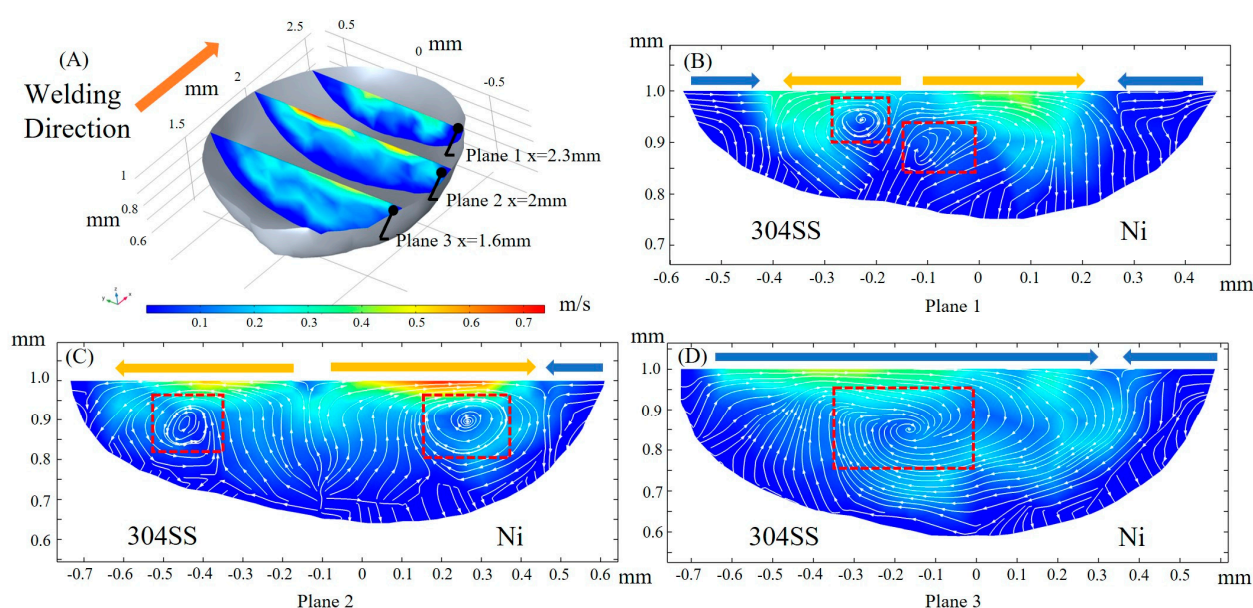 (A)
Welding
Direction
mm
2.5
2
mm
1.5
1
mm
0.8
0.6
0.5
0
mm
-0.5
Plane 1 x=2.3mm
Plane 2 x=2mm
Plane 3 x=1.6mm
0.1 0.2 0.3 0.4 0.5 0.6 0.7
m/s
mm
(B)
1.0
0.9
0.8
0.7
304SS Ni
-0.6 -0.5 -0.4 -0.3 -0.2 -0.1 0 0.1 0.2 0.3 0.4 mm
Plane 1
mm
(C)
1.0
0.9
0.8
0.7
0.6
304SS Ni
-0.7 -0.6 -0.5 -0.4 -0.3 -0.2 -0.1 0 0.1 0.2 0.3 0.4 0.5 0.6 mm
Plane 2
mm
(D)
1.0
0.9
0.8
0.7
0.6
304SS Ni
-0.7 -0.6 -0.5 -0.4 -0.3 -0.2 -0.1 0 0.1 0.2 0.3 0.4 0.5 mm
Plane 3